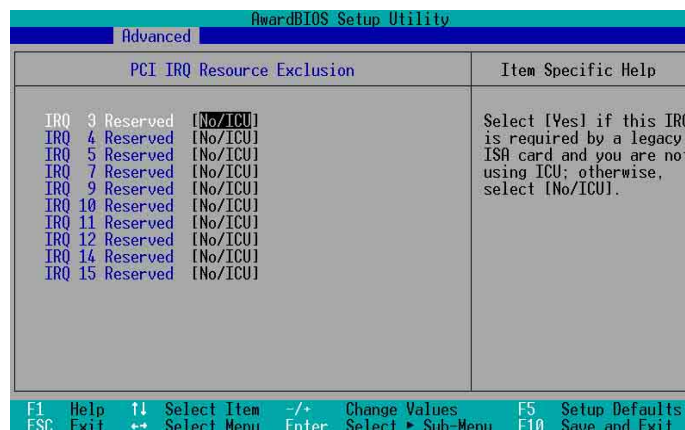 AwardBIOS Setup Utility
Advanced
PCI IRQ Resource Exclusion
Item Specific Help
IRQ 3 Reserved [No/ICU]
IRQ 4 Reserved [No/ICU]
IRQ 5 Reserved [No/ICU]
IRQ 7 Reserved [No/ICU]
IRQ 9 Reserved [No/ICU]
IRQ 10 Reserved [No/ICU]
IRQ 11 Reserved [No/ICU]
IRQ 12 Reserved [No/ICU]
IRQ 14 Reserved [No/ICU]
IRQ 15 Reserved [No/ICU]
Select [Yes] if this IRQ
is required by a legacy
ISA card and you are not
using ICU; otherwise,
select [No/ICU].
F1 Help ↑↓ Select Item -/+ Change Values F5 Setup Defaults
ESC Exit ←→ Select Menu Enter Select ► Sub-Menu F10 Save and Exit